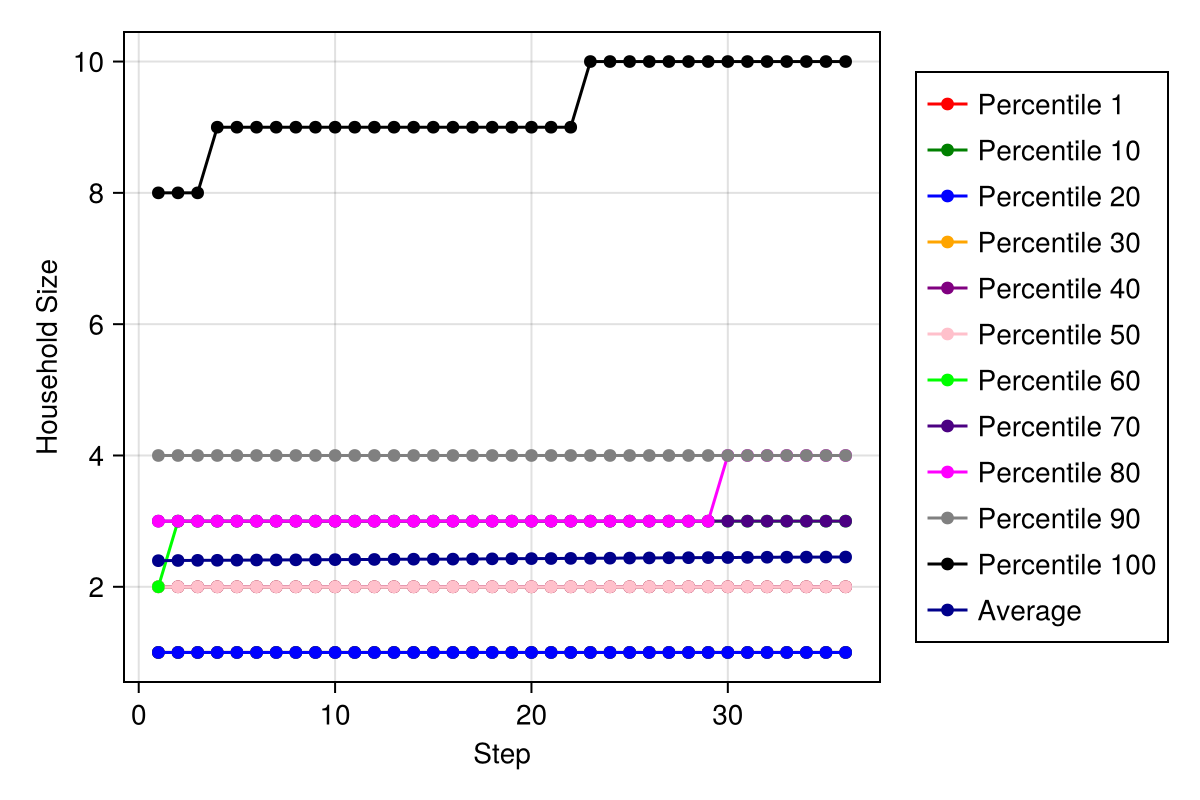 10
8
6
4
2
Household Size
0 10 20 30
Step
Percentile 1
Percentile 10
Percentile 20
Percentile 30
Percentile 40
Percentile 50
Percentile 60
Percentile 70
Percentile 80
Percentile 90
Percentile 100
Average